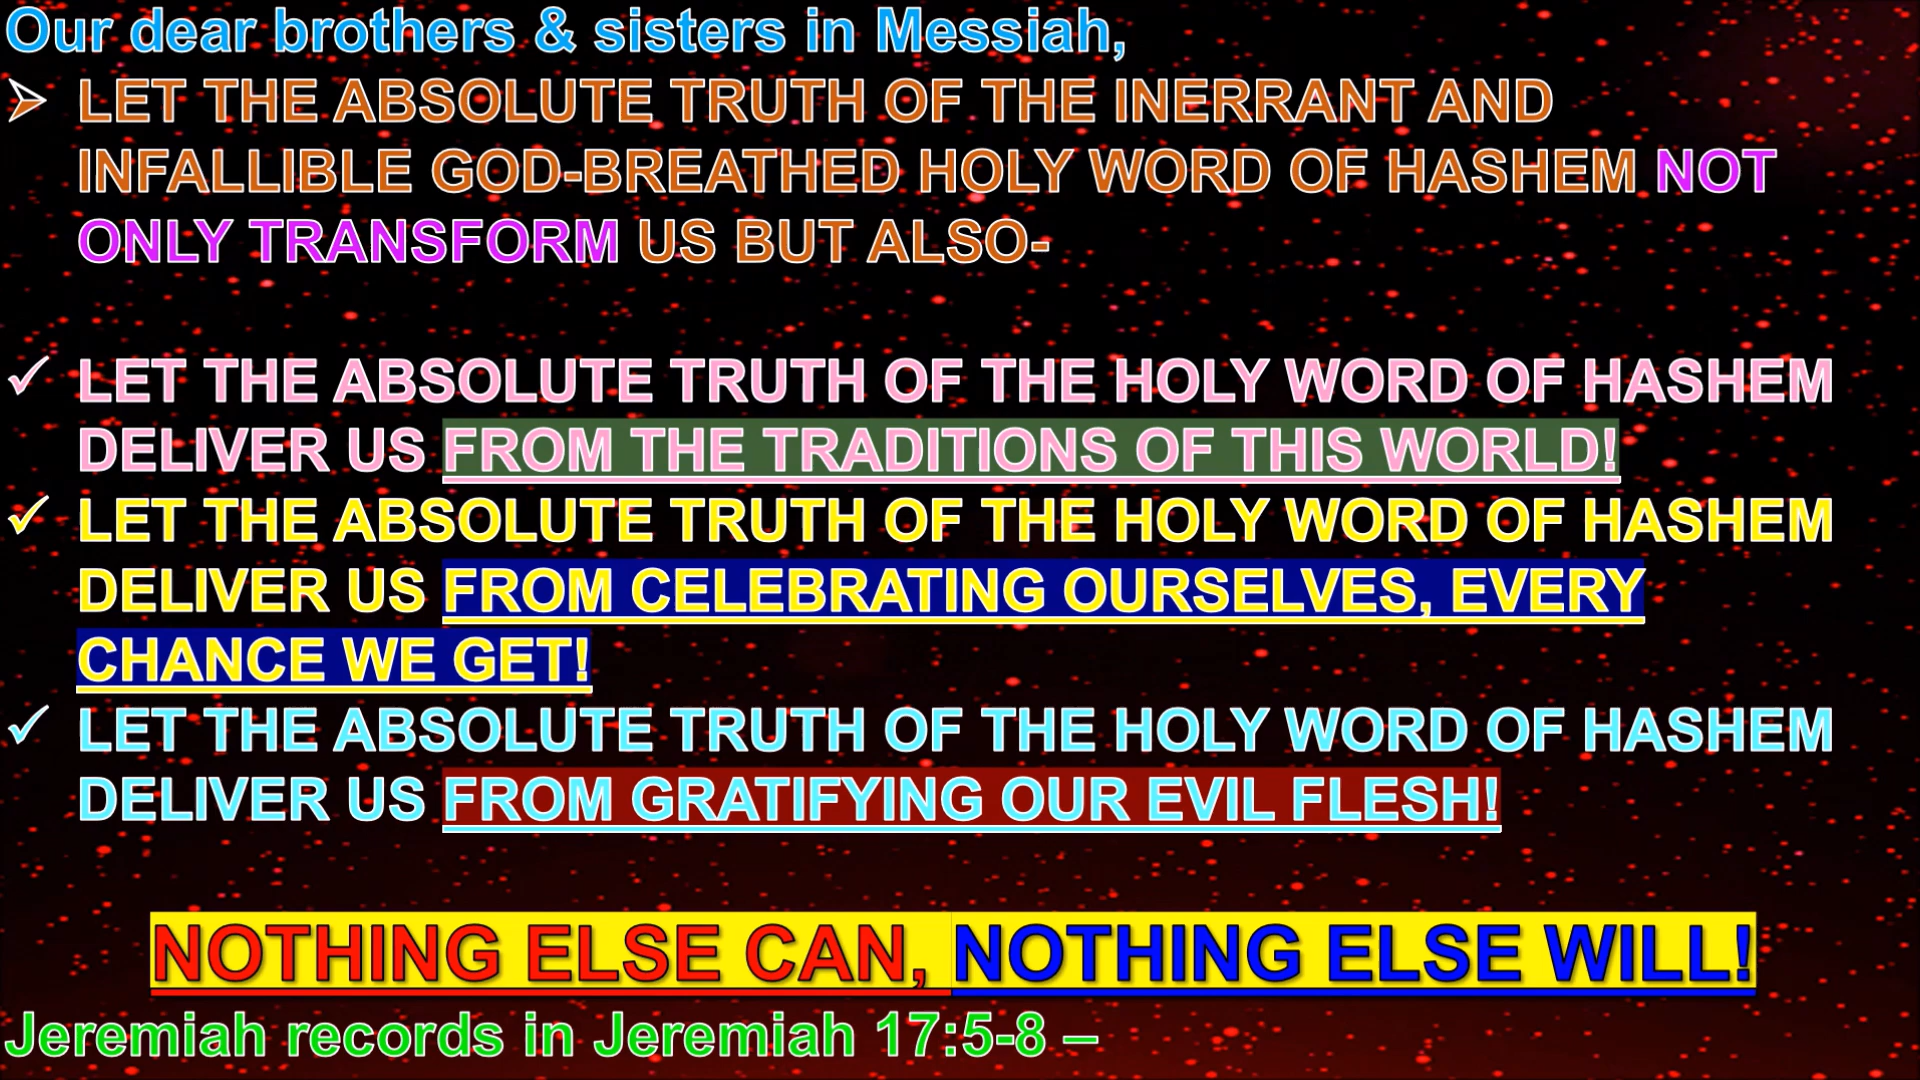 Our dear brothers & sisters in Messiah,
➢ LET THE ABSOLUTE TRUTH OF THE INERRANT AND
INFALLIBLE GOD-BREATHED HOLY WORD OF HASHEM NOT
ONLY TRANSFORM US BUT ALSO-
✓ LET THE ABSOLUTE TRUTH OF THE HOLY WORD OF HASHEM
DELIVER US FROM THE TRADITIONS OF THIS WORLD!
✓ LET THE ABSOLUTE TRUTH OF THE HOLY WORD OF HASHEM
DELIVER US FROM CELEBRATING OURSELVES, EVERY
CHANCE WE GET!
✓ LET THE ABSOLUTE TRUTH OF THE HOLY WORD OF HASHEM
DELIVER US FROM GRATIFYING OUR EVIL FLESH!
NOTHING ELSE CAN, NOTHING ELSE WILL!
Jeremiah records in Jeremiah 17:5-8 –